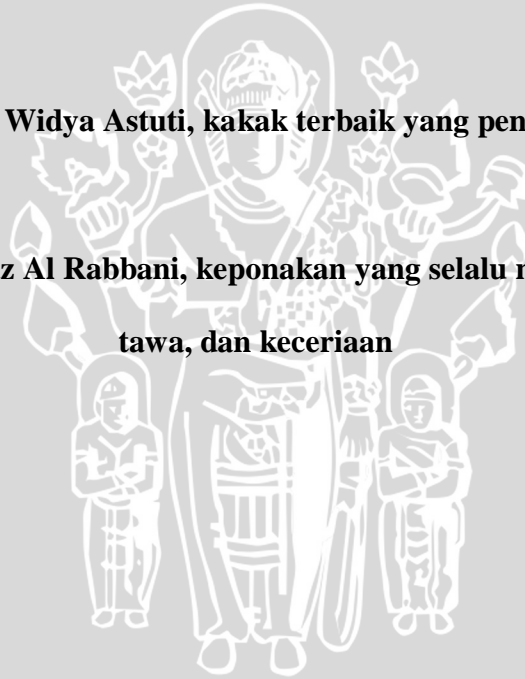 Widya Astuti, kakak terbaik yang pen
z Al Rabbani, keponakan yang selalu
tawa, dan keceriaan